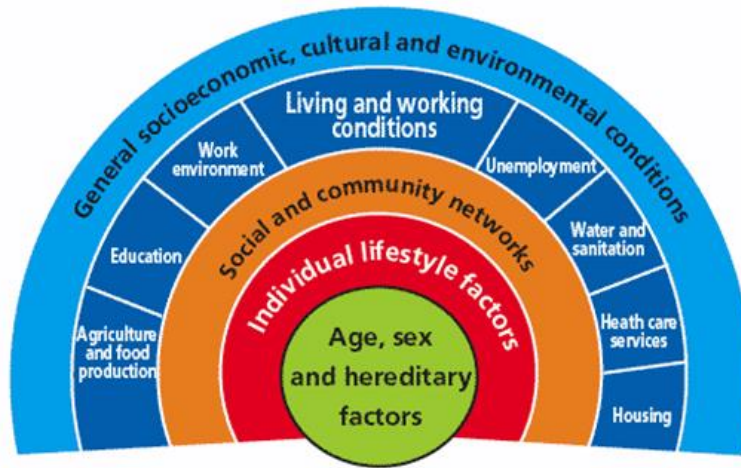 General socioeconomic, cultural and environmental conditions
Living and working
conditions
Work
environment
Unemployment
Education
Water and
sanitation
Agriculture
and food
production
Heath care
services
Housing
Social and community networks
Individual lifestyle factors
Age, sex
and hereditary
factors